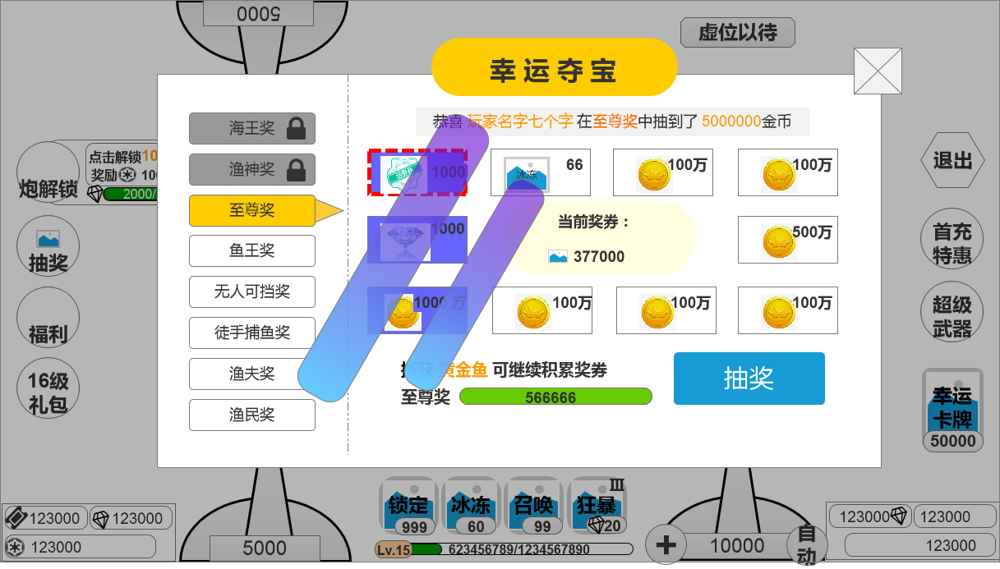 5000
虚位以待
幸运夺宝
恭喜 玩家名字七个字 在至尊奖中抽到了 5000000金币
海王奖
渔神奖
至尊奖
鱼王奖
无人可挡奖
徒手捕鱼奖
渔夫奖
渔民奖
1000
冰冻
66
100万
100万
1000
当前奖券：
377000
500万
1000 万
100万
100万
100万
黄金鱼 可继续积累奖券
至尊奖
566666
抽奖
点击解锁10
奖励 10
2000/
炮解锁
抽奖
福利
16级
礼包
退出
首充
特惠
超级
武器
幸运
卡牌
50000
锁定
999
冰冻
60
召唤
99
狂暴
III
20
Lv.15
623456789/1234567890
123000
123000
123000
5000
10000
自
动
123000
123000
123000